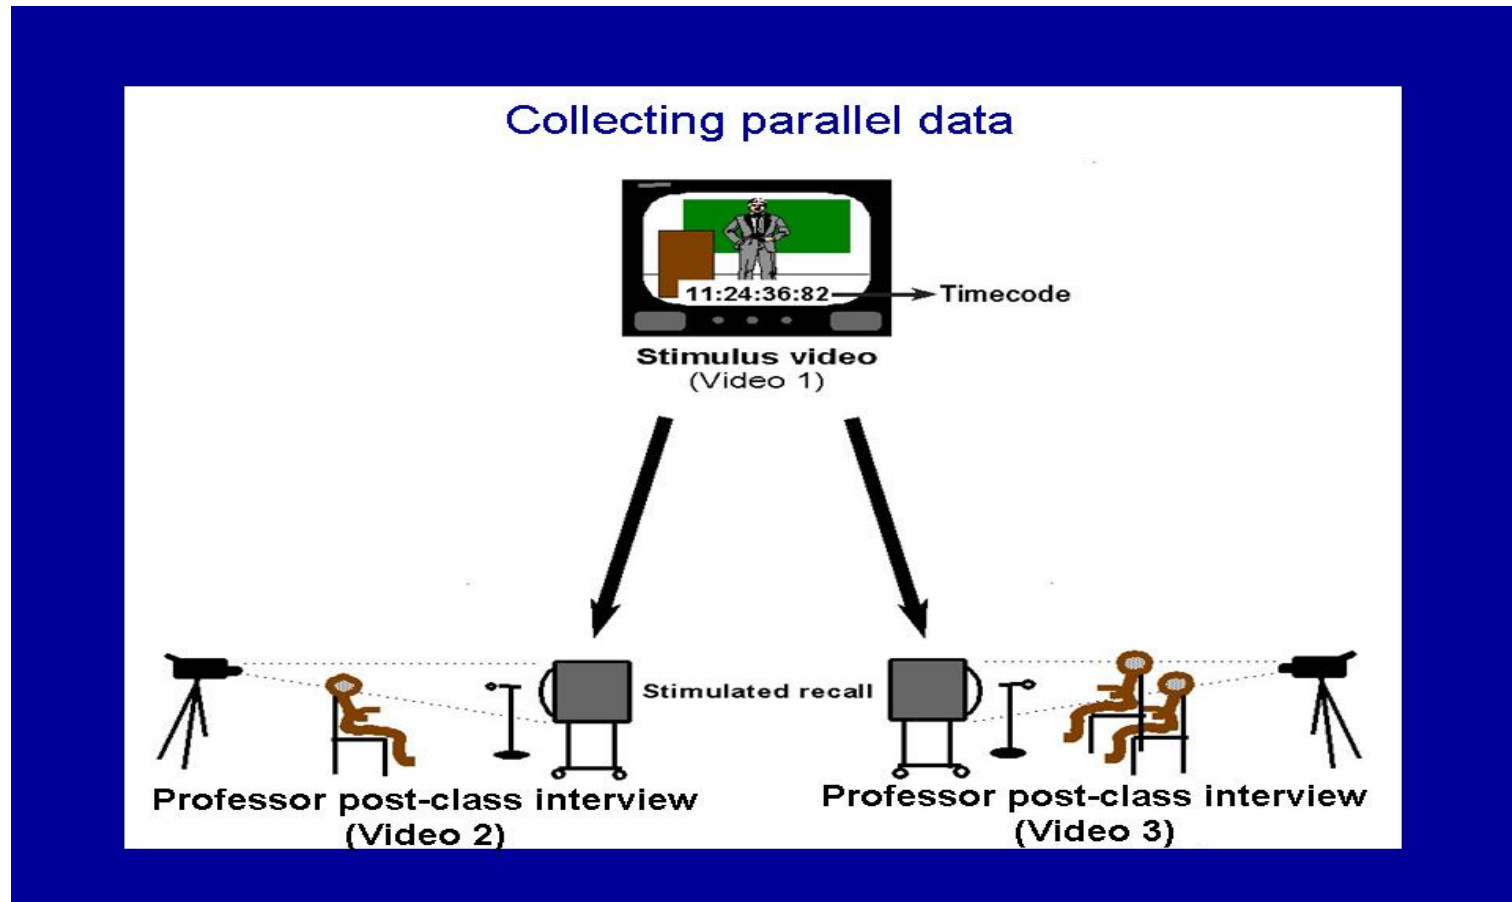 Collecting parallel data
11:24:36:82
Timecode
Stimulus video
(Video 1)
Stimulated recall
Professor post-class interview
(Video 2)
Professor post-class interview
(Video 3)